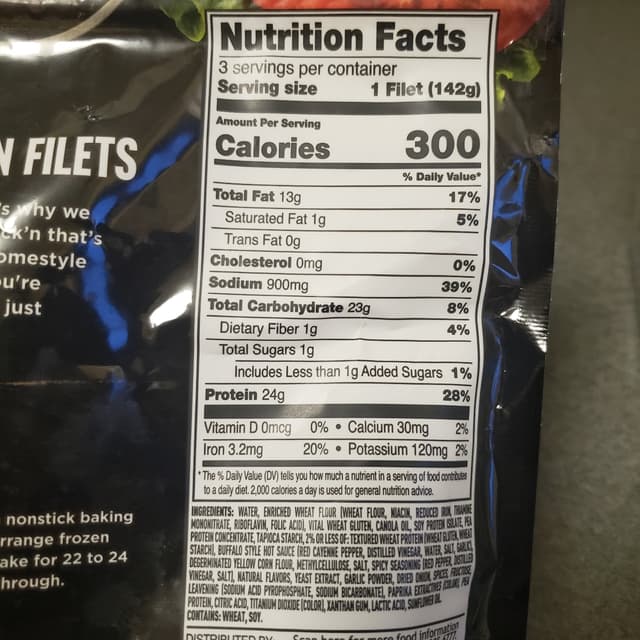 N FILETS
's why we
ck'n that's
omestyle
u're
just
nonstick baking
rrange frozen
ake for 22 to 24
hrough.
Nutrition Facts
3 servings per container
Serving size 1 Filet (142g)
Amount Per Serving
Calories 300
% Daily Value*
Total Fat 13g 17%
Saturated Fat 1g 5%
Trans Fat 0g
Cholesterol 0mg 0%
Sodium 900mg 39%
Total Carbohydrate 23g 8%
Dietary Fiber 1g 4%
Total Sugars 1g
Includes Less than 1g Added Sugars 1%
Protein 24g 28%
Vitamin D 0mcg 0% • Calcium 30mg 2%
Iron 3.2mg 20% • Potassium 120mg 2%
* The % Daily Value (DV) tells you how much a nutrient in a serving of food contributes
to a daily diet. 2,000 calories a day is used for general nutrition advice.
INGREDIENTS: WATER, ENRICHED WHEAT FLOUR (WHEAT FLOUR, NIACIN, REDUCED IRON, THIAMINE
MONONITRATE, RIBOFLAVIN, FOLIC ACID), VITAL WHEAT GLUTEN, CANOLA OIL, SOY PROTEIN ISOLATE, PEA
PROTEIN CONCENTRATE, TAPIOCA STARCH, 2% OR LESS OF: TEXTURED WHEAT PROTEIN (WHEAT GLUTEN, WHEAT
STARCH), BUFFALO STYLE HOT SAUCE (RED CAYENNE PEPPER, DISTILLED VINEGAR, WATER, SALT, GARLIC),
DEGERMINATED YELLOW CORN FLOUR, METHYLCELLULOSE, SALT, SPICY SEASONING (RED PEPPER, DISTILLED
VINEGAR, SALT), NATURAL FLAVORS, YEAST EXTRACT, GARLIC POWDER, DRIED ONION, SPICES, FRUCTOSE,
LEAVENING (SODIUM ACID PYROPHOSPHATE, SODIUM BICARBONATE), PAPRIKA EXTRACTIVES (COLOR), PEA
PROTEIN, CITRIC ACID, TITANIUM DIOXIDE (COLOR), XANTHAN GUM, LACTIC ACID, SUNFLOWER OIL.
CONTAINS: WHEAT, SOY.
DISTRIBUTED BY Scan here for more food information